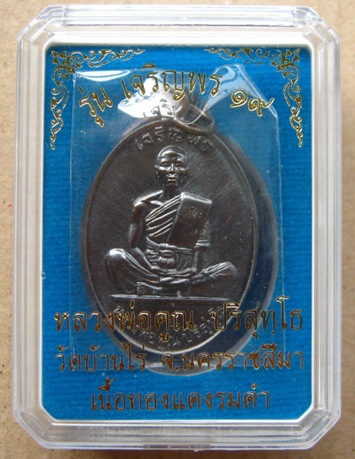 รุ่น เจริญพร ๑๙
เจริญพร
หลวงพ่อคูณ ปริสุทฺโธ
วัดบ้านไร่ จ.นครราชสีมา
เนื้อทองแดงรมดำ